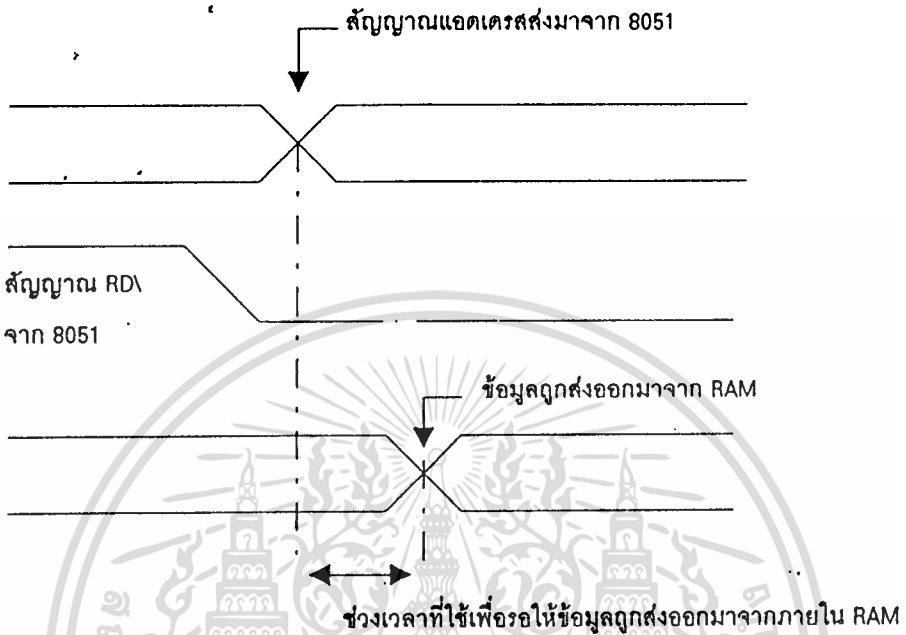 สัญญาณแอดเดรสส่งมาจาก 8051
สัญญาณ RD\
จาก 8051
ข้อมูลถูกส่งออกมาจาก RAM
ช่วงเวลาที่ใช้เพื่อรอให้ข้อมูลถูกส่งออกมาจากภายใน RAM